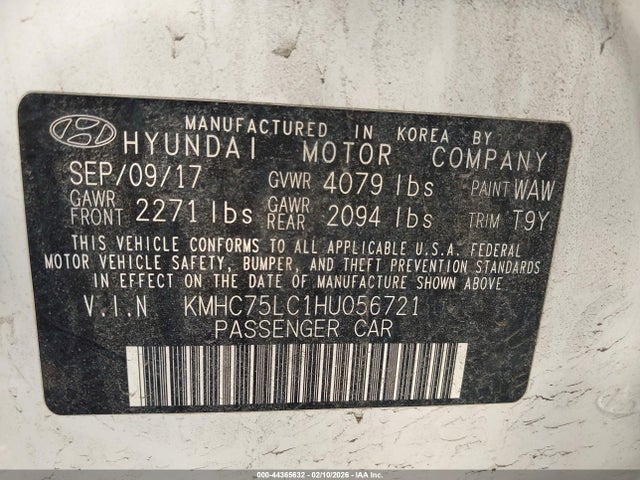 MANUFACTURED IN KOREA BY
HYUNDAI MOTOR COMPANY
SEP/09/17 GVWR 4079 lbs PAINT WAW
GAWR FRONT 2271 lbs GAWR REAR 2094 lbs TRIM T9Y
THIS VEHICLE CONFORMS TO ALL APPLICABLE U.S.A. FEDERAL
MOTOR VEHICLE SAFETY, BUMPER, AND THEFT PREVENTION STANDARDS
IN EFFECT ON THE DATE OF MANUFACTURE SHOWN ABOVE.
V.I.N KMHC75LC1HU056721
PASSENGER CAR
000-44365632 - 02/10/2026 - IAA Inc.